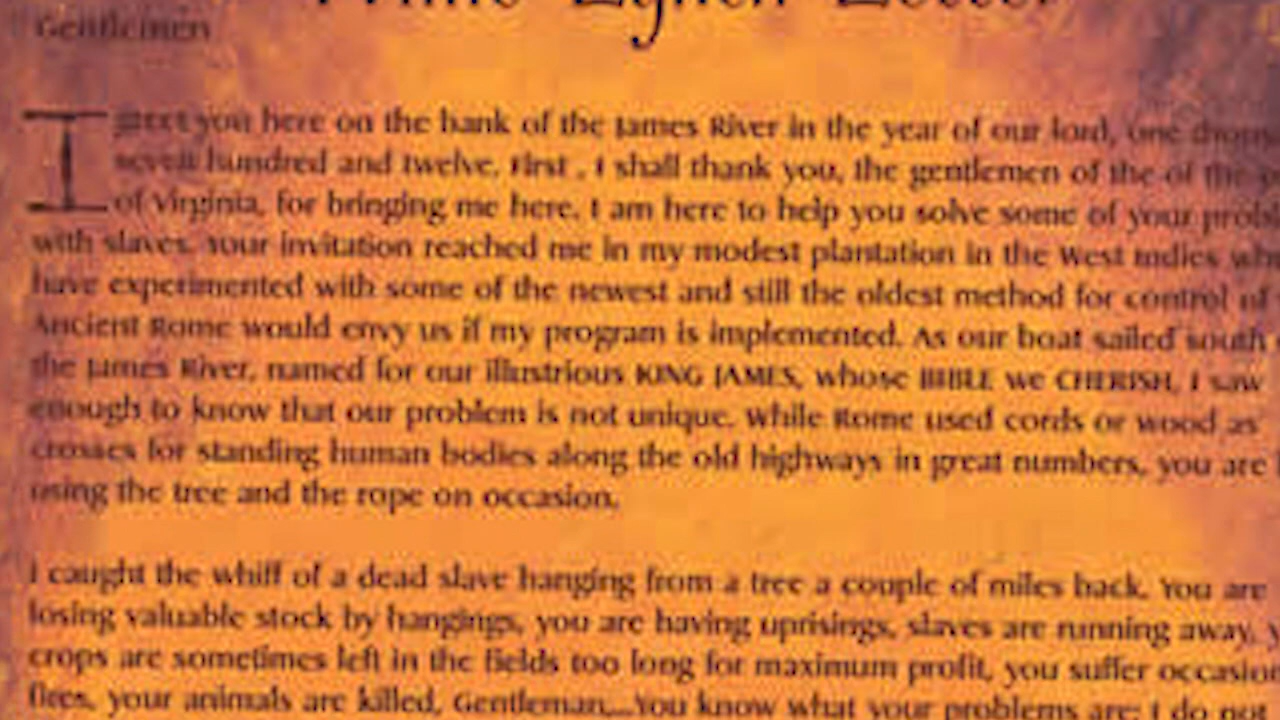 Gentlemen
I greet you here on the bank of the James River in the year of our lord, one
seven hundred and twelve. First , I shall thank you, the gentlemen of the of the
of Virginia, for bringing me here. I am here to help you solve some of your
with slaves. Your invitation reached me in my modest plantation in the West Indies
have experimented with some of the newest and still the oldest method for control of
Ancient Rome would envy us if my program is implemented. As our boat sailed south
the James River, named for our illustrious KING JAMES, whose BIBLE we CHERISH, I saw
enough to know that our problem is not unique. While Rome used cords or wood as
crosses for standing human bodies along the old highways in great numbers, you are
using the tree and the rope on occasion.
I caught the whiff of a dead slave hanging from a tree a couple of miles back. You are
losing valuable stock by hangings, you are having uprisings, slaves are running away,
crops are sometimes left in the fields too long for maximum profit, you suffer
fires, your animals are killed, Gentleman,...You know what your problems are; I do not